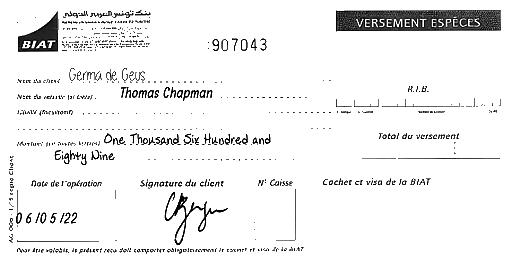 بنك تونس العربي الدولي
BIAT
VERSEMENT ESPÈCES
907043
Nom du client Germa de Geus
Nom du remettant (si tiers) Thomas Chapman
R.I.B.
Libellé (facultatif)
Montant (en toutes lettres) One Thousand Six Hundred and
Eighty Nine
Total du versement
Date de l'opération
Signature du client
N° Caisse
Cachet et visa de la BIAT
06/05/22
Pour être valable, le présent reçu doit comporter obligatoirement le cachet et visa de la BIAT